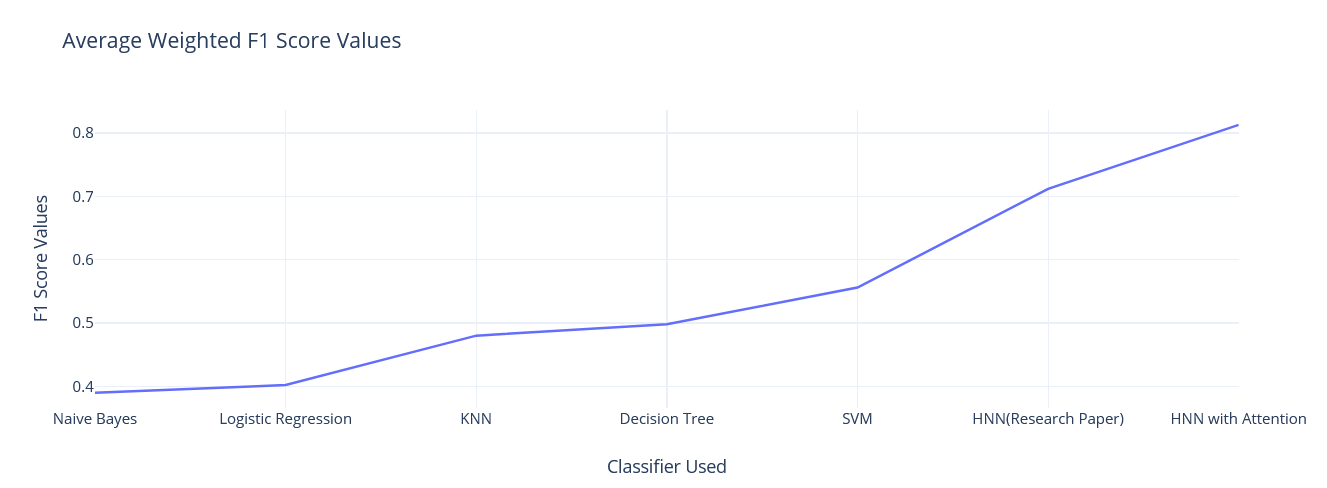 Average Weighted F1 Score Values
F1 Score Values
0.8
0.7
0.6
0.5
0.4
Naive Bayes
Logistic Regression
KNN
Decision Tree
SVM
HNN(Research Paper)
HNN with Attention
Classifier Used